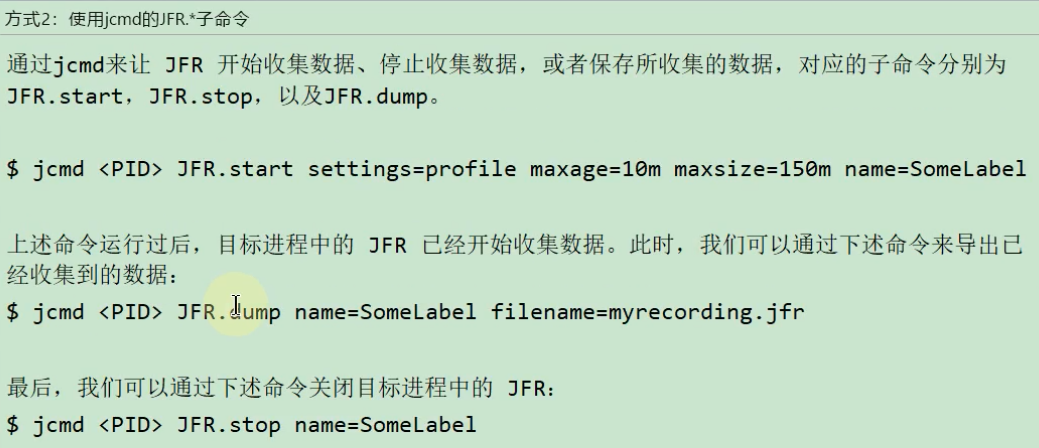 方式2：使用jcmd的JFR.*子命令
通过jcmd来让 JFR 开始收集数据、停止收集数据，或者保存所收集的数据，对应的子命令分别为
JFR.start，JFR.stop，以及JFR.dump。
$ jcmd <PID> JFR.start settings=profile maxage=10m maxsize=150m name=SomeLabel
上述命令运行过后，目标进程中的 JFR 已经开始收集数据。此时，我们可以通过下述命令来导出已
经收集到的数据：
$ jcmd <PID> JFR.dump name=SomeLabel filename=myrecording.jfr
最后，我们可以通过下述命令关闭目标进程中的 JFR：
$ jcmd <PID> JFR.stop name=SomeLabel